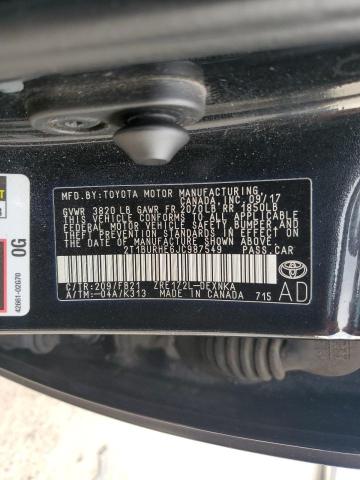 MFD.BY:TOYOTA MOTOR MANUFACTURING
CANADA,INC. 09/17
GVWR 3820 LB GAWR FR 2070LB RR 1850LB
THIS VEHICLE CONFORMS TO ALL APPLICABLE
FEDERAL MOTOR VEHICLE SAFETY, BUMPER, AND
THEFT PREVENTION STANDARDS IN EFFECT ON
THE DATE OF MANUFACTURE SHOWN ABOVE.
2T1BURHE6JC987549 PASS.CAR
C/TR:209/FB21 ZRE172L-DEXNKA
A/TM:-04A/K313 MADE IN CANADA 715
AD
0G
42661-02G70